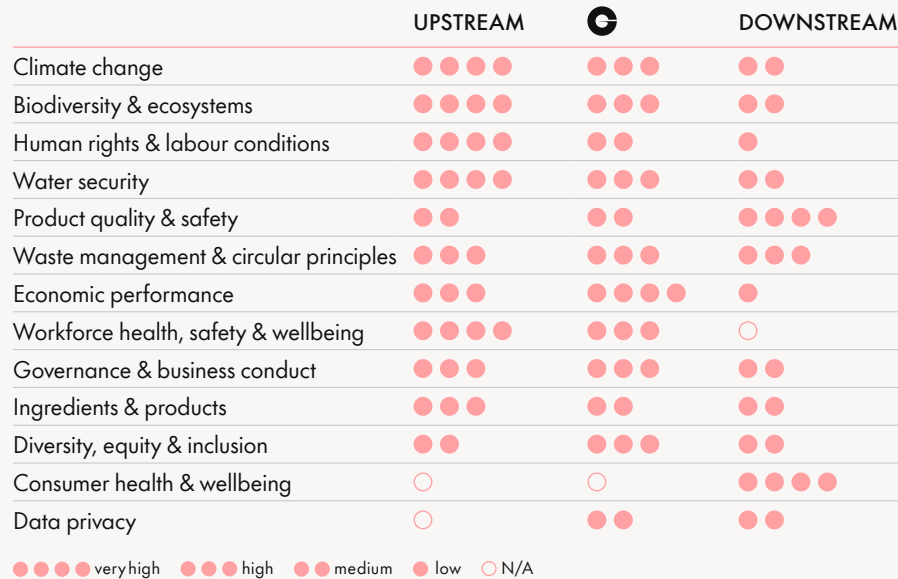 UPSTREAM G DOWNSTREAM
Climate change
Biodiversity & ecosystems
Human rights & labour conditions
Water security
Product quality & safety
Waste management & circular principles
Economic performance
Workforce health, safety & wellbeing
Governance & business conduct
Ingredients & products
Diversity, equity & inclusion
Consumer health & wellbeing
Data privacy
very high high medium low N/A